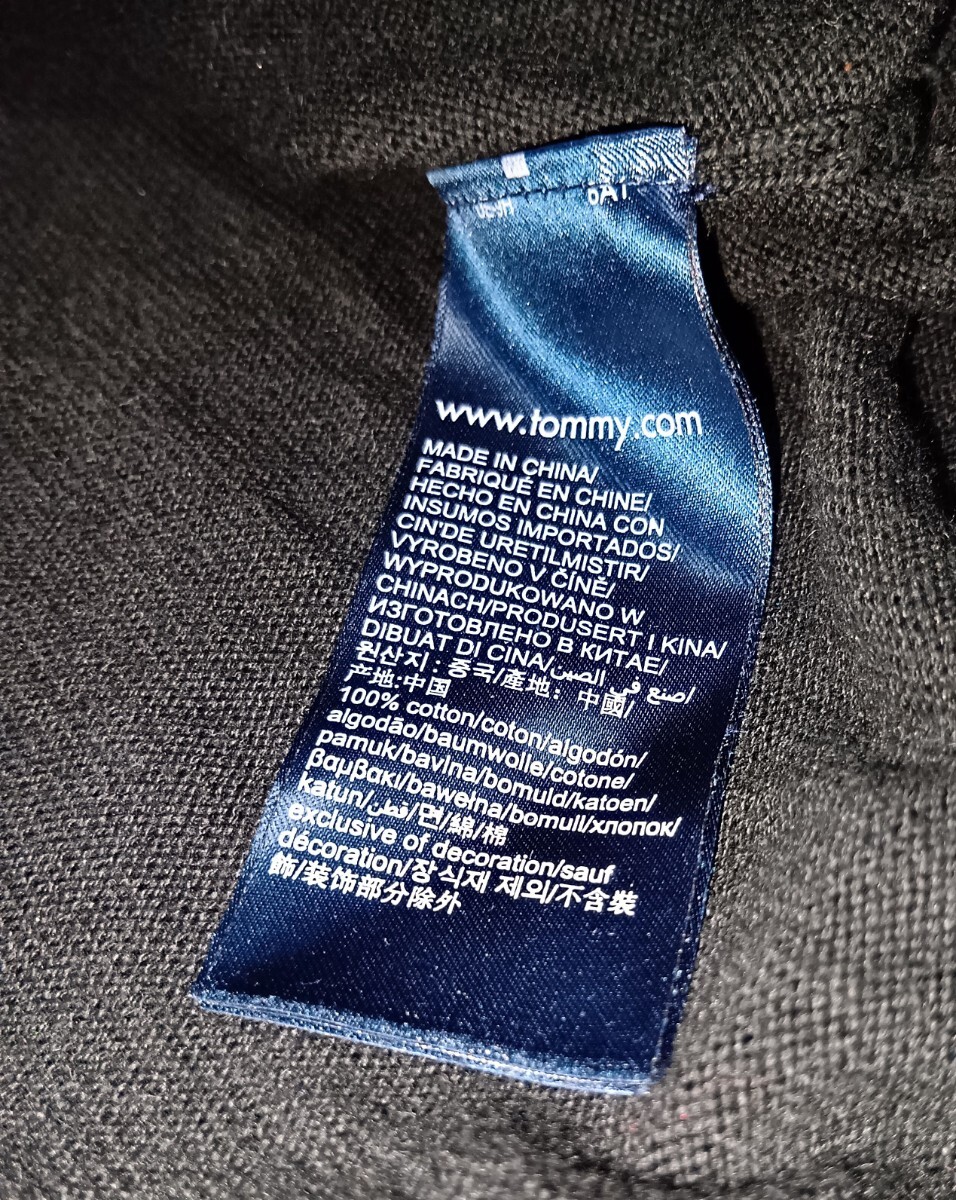 www.tommy.com
MADE IN CHINA/
FABRIQUÉ EN CHINE/
HECHO EN CHINA CON
INSUMOS IMPORTADOS/
CIN'DE URETILMISTIR/
VYROBENO V ČÍNĚ/
WYPRODUKOWANO W
CHINACH/PRODUSERT I KINA/
ИЗГОТОВЛЕНО В КИТАЕ/
DIBUAT DI CINA/صنع في الصين/
원산지 : 중국/產地 : 中國/
产地:中国
100% cotton/coton/algodón/
algodão/baumwolle/cotone/
pamuk/bavlna/bomuld/katoen/
βαμβακι/bawełna/bomull/хлопок/
katun/قطن/면/綿/棉
exclusive of decoration/sauf
décoration/장식재 제외/不含裝
飾/装饰部分除外